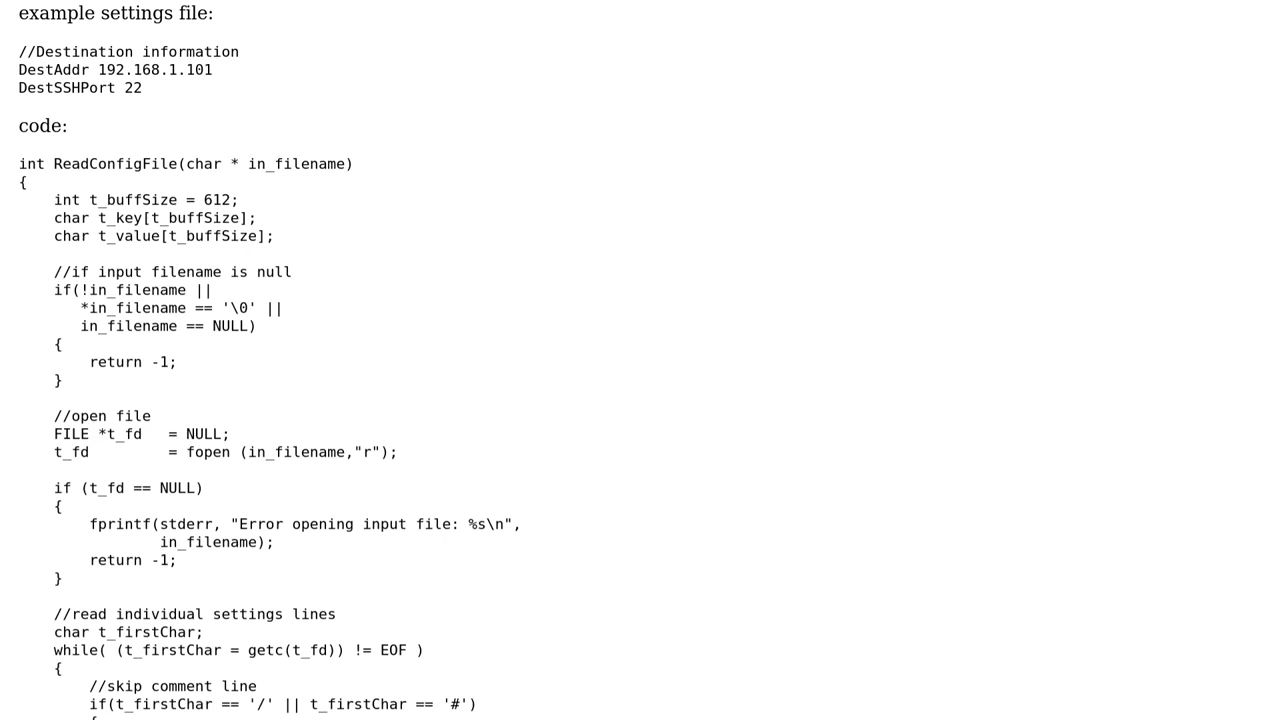 example settings file:
//Destination information
DestAddr 192.168.1.101
DestSSHPort 22
code:
int ReadConfigFile(char * in_filename)
{
    int t_buffSize = 612;
    char t_key[t_buffSize];
    char t_value[t_buffSize];
    //if input filename is null
    if(!in_filename ||
       *in_filename == '\0' ||
       in_filename == NULL)
    {
        return -1;
    }
    //open file
    FILE *t_fd   = NULL;
    t_fd         = fopen (in_filename,"r");
    if (t_fd == NULL)
    {
        fprintf(stderr, "Error opening input file: %s\n",
                in_filename);
        return -1;
    }
    //read individual settings lines
    char t_firstChar;
    while( (t_firstChar = getc(t_fd)) != EOF )
    {
        //skip comment line
        if(t_firstChar == '/' || t_firstChar == '#')
        {